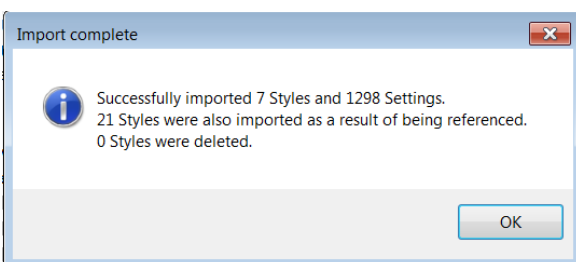 Import complete
Successfully imported 7 Styles and 1298 Settings.
21 Styles were also imported as a result of being referenced.
0 Styles were deleted.
OK